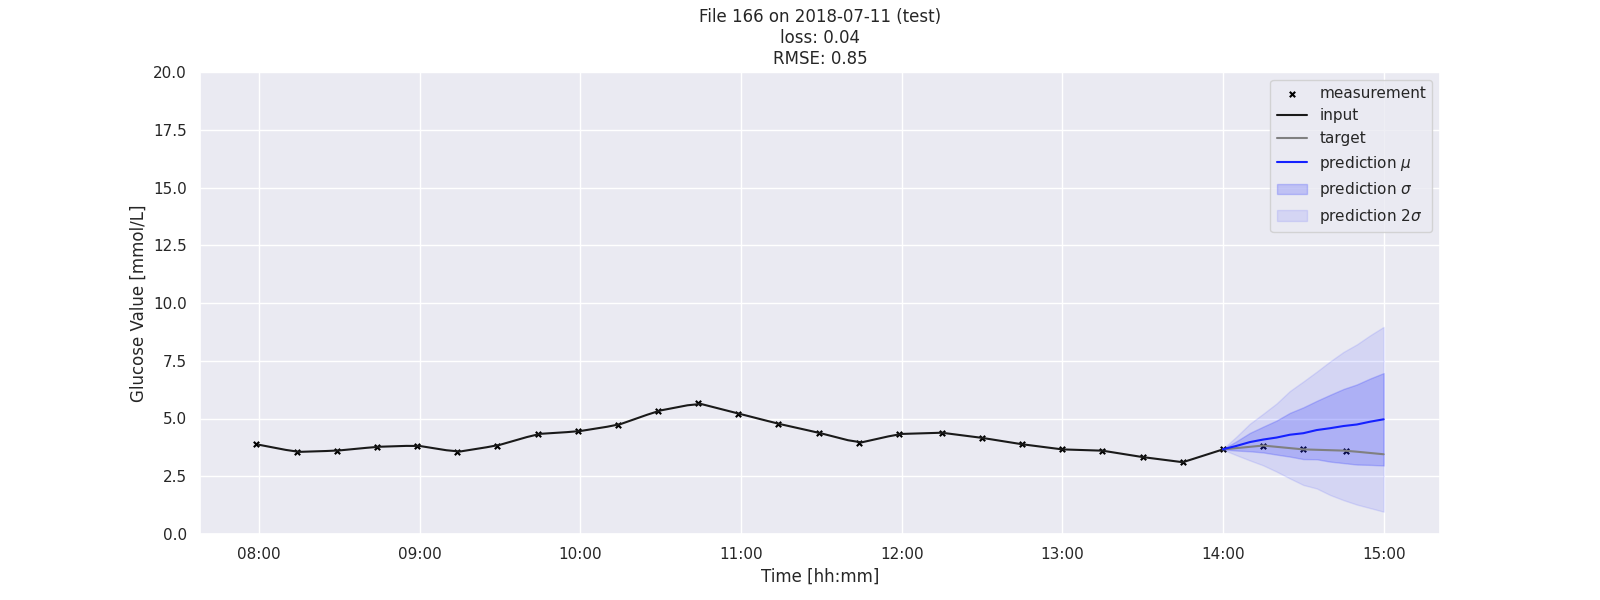 File 166 on 2018-07-11 (test)
loss: 0.04
RMSE: 0.85
20.0
17.5
15.0
12.5
10.0
7.5
5.0
2.5
0.0
Glucose Value [mmol/L]
measurement
input
target
prediction μ
prediction σ
prediction 2σ
08:00 09:00 10:00 11:00 12:00 13:00 14:00 15:00
Time [hh:mm]